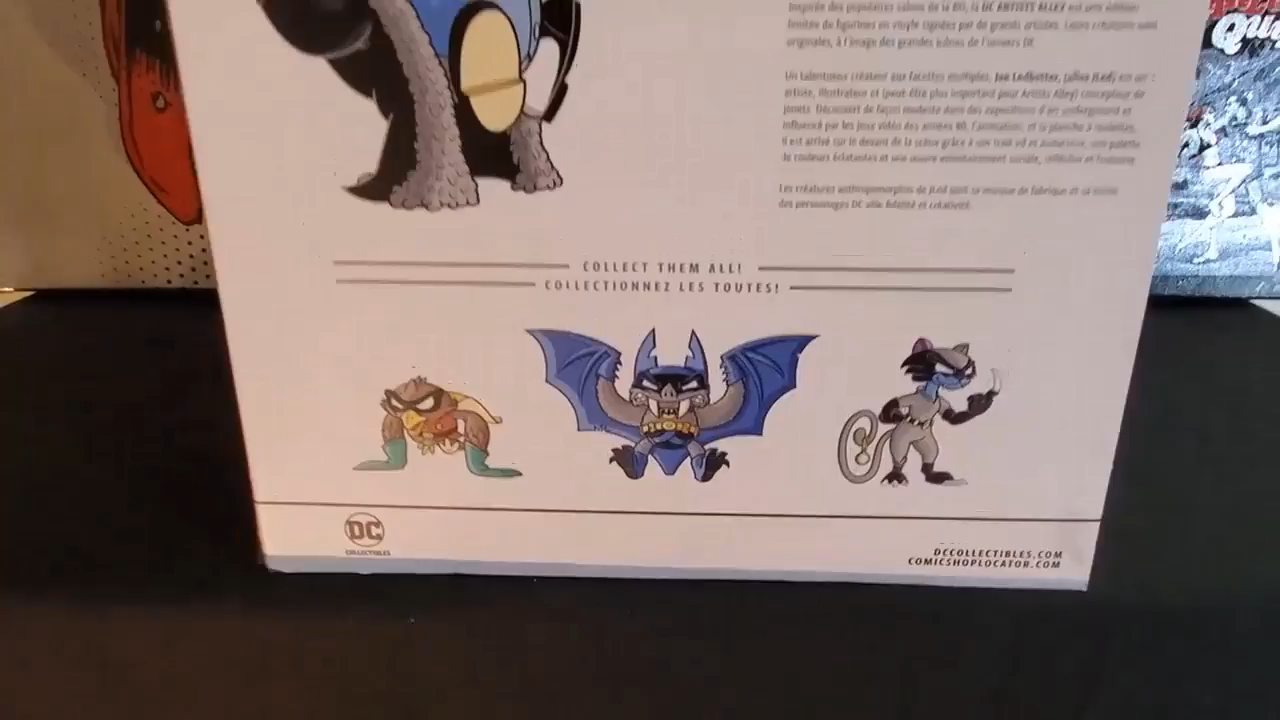 Inspirée des populaires salons de la BD, la DC ARTISTS ALLEY est une édition
limitée de figurines en vinyle signées par de grands artistes. Leurs créations sont
originales, à l'image des grandes icônes de l'univers DC.
Un talentueux créateur aux facettes multiples, Joe Ledbetter, (alias JLed) est un
artiste, illustrateur et (peut-être plus important pour Artists Alley) concepteur de
jouets. Découvert de façon modeste dans des expositions d'art underground et
influencé par les jeux vidéo des années 80, l'animation, et la planche à roulettes,
il est arrivé sur le devant de la scène grâce à son trait vif et audacieux, une palette
de couleurs éclatantes et une œuvre
Les créatures anthropomorphes de JLed sont sa marque de fabrique et sa
des personnages DC allie fidélité et créativité.
COLLECT THEM ALL!
COLLECTIONNEZ LES TOUTES!
DC
COLLECTIBLES
DCCOLLECTIBLES.COM
COMICSHOPLOCATOR.COM
Qui